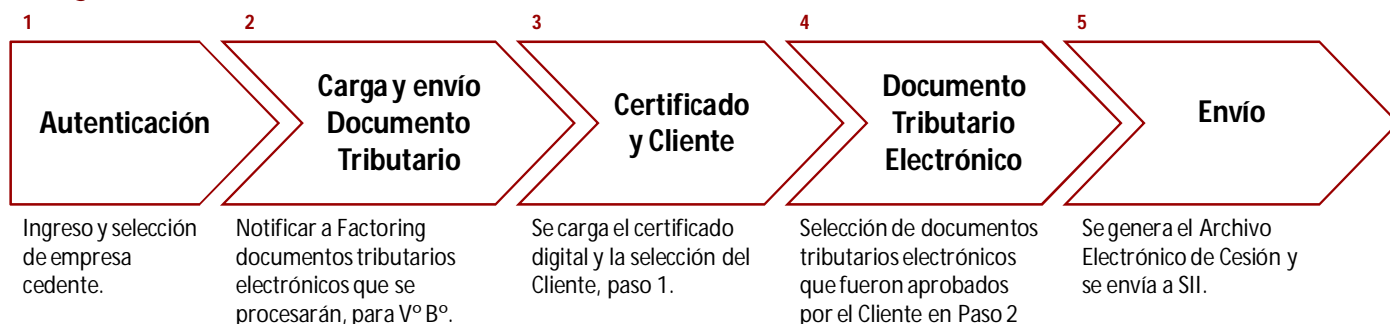 1
Autenticación
Ingreso y selección
de empresa
cedente.
2
Carga y envío
Documento
Tributario
Notificar a Factoring
documentos tributarios
electrónicos que se
procesarán, para Vº Bº.
3
Certificado
y Cliente
Se carga el certificado
digital y la selección del
Cliente, paso 1.
4
Documento
Tributario
Electrónico
Selección de documentos
tributarios electrónicos
que fueron aprobados
por el Cliente en Paso 2
5
Envío
Se genera el Archivo
Electrónico de Cesión y
se envía a SII.